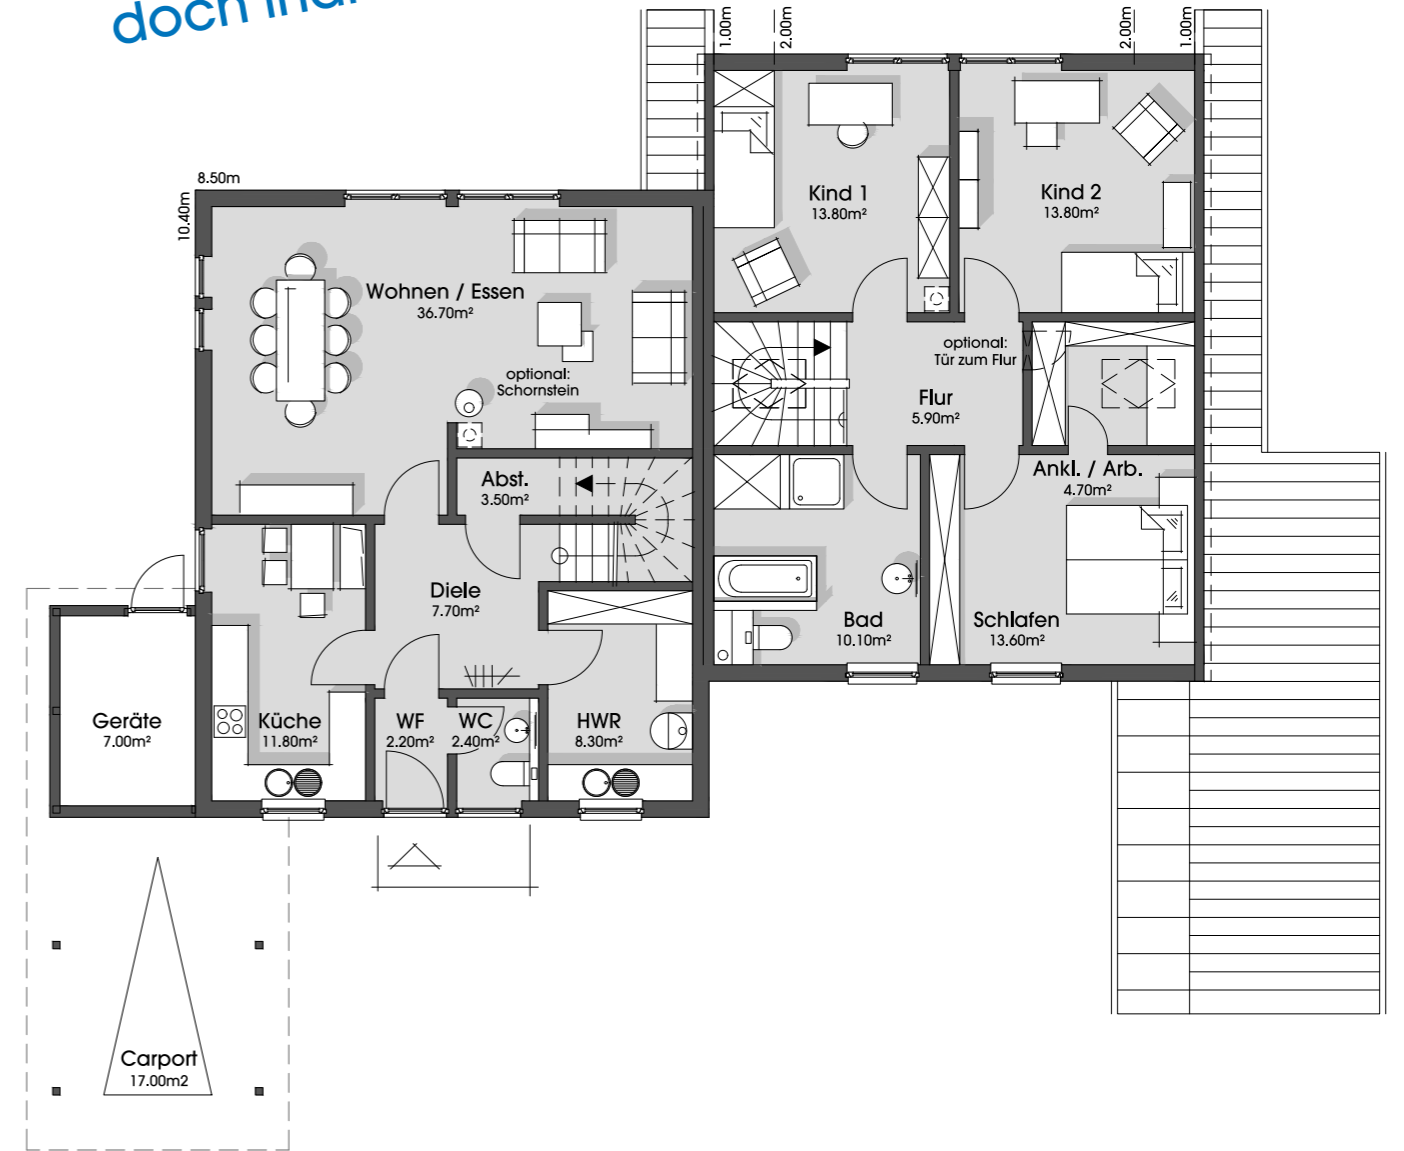 doch
1.00m
2.00m
2.00m
1.00m
8.50m
10.40m
Wohnen / Essen
36.70m²
optional:
Schornstein
Abst.
3.50m²
Diele
7.70m²
Geräte
7.00m²
Küche
11.80m²
WF
2.20m²
WC
2.40m²
HWR
8.30m²
Carport
17.00m2
Kind 1
13.80m²
Kind 2
13.80m²
optional:
Tür zum Flur
Flur
5.90m²
Ankl. / Arb.
4.70m²
Bad
10.10m²
Schlafen
13.60m²